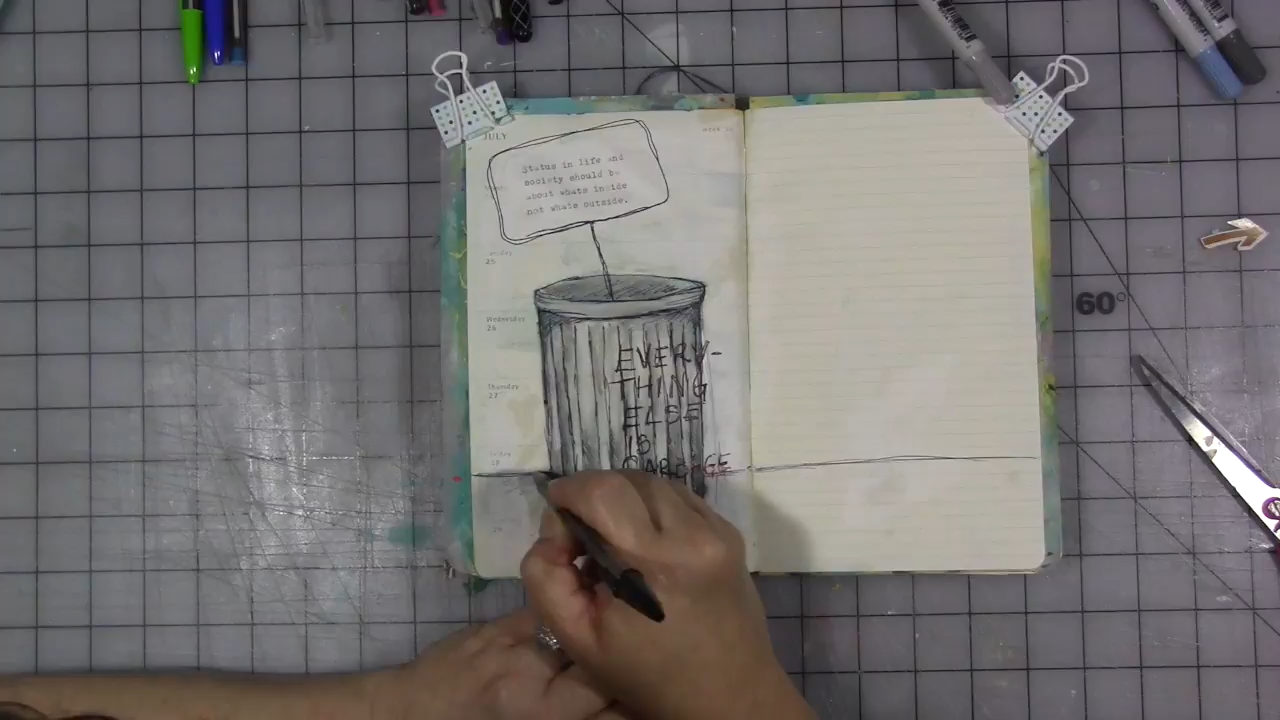 JULY
Status in life and
society should be
about whats inside
not whats outside.
25
Wednesday
26
Thursday
27
EVERY-
THING
ELSE
IS
GARBAGE
60°